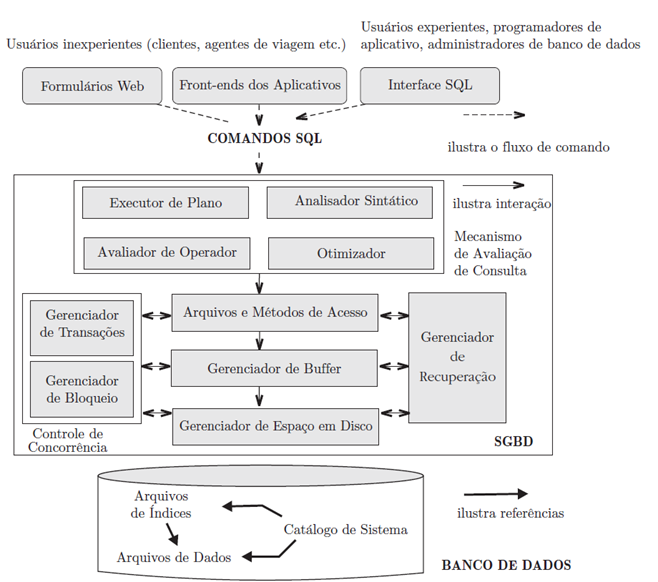 Usuários inexperientes (clientes, agentes de viagem etc.)
Usuários experientes, programadores de
aplicativo, administradores de banco de dados
Formulários Web
Front-ends dos Aplicativos
Interface SQL
COMANDOS SQL
ilustra o fluxo de comando
Executor de Plano
Analisador Sintático
ilustra interação
Avaliador de Operador
Otimizador
Mecanismo
de Avaliação
de Consulta
Gerenciador
de Transações
Arquivos e Métodos de Acesso
Gerenciador
de
Recuperação
Gerenciador de Buffer
Gerenciador
de Bloqueio
Gerenciador de Espaço em Disco
Controle de
Concorrência
SGBD
Arquivos
de Índices
Catálogo de Sistema
Arquivos de Dados
ilustra referências
BANCO DE DADOS